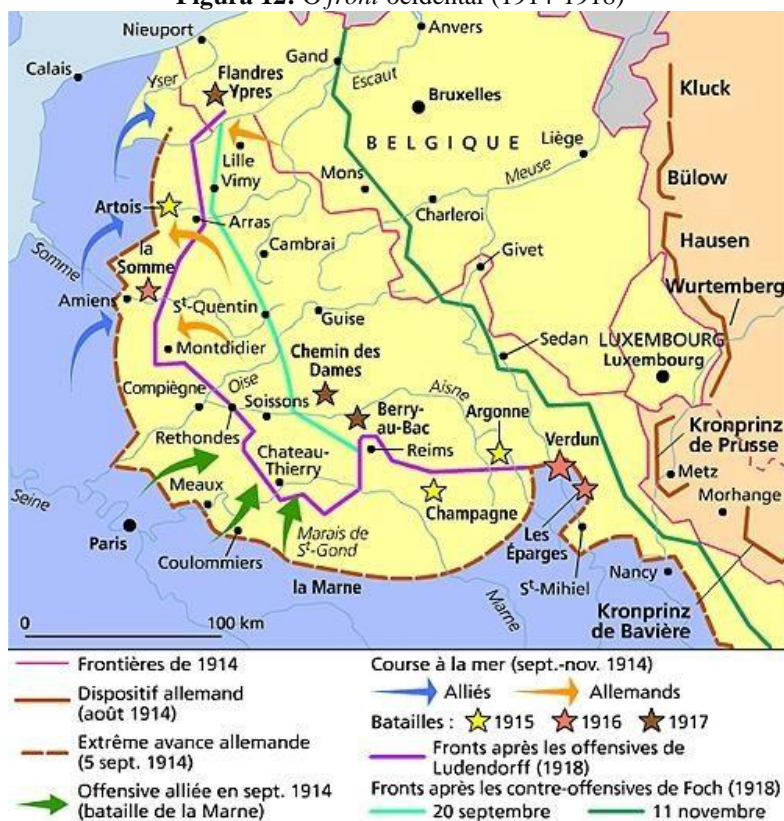 Figura 12: O front ocidental (1914-1918)
Nieuport
Anvers
Calais
Gand
Yser
Flandres
Ypres
Escaut
Bruxelles
Kluck
BELGIQUE
Liège
Lille
Vimy
Mons
Meuse
Bülow
Artois
Arras
Charleroi
Hausen
Somme
la
Somme
Cambrai
Givet
Wurtemberg
Amiens
St-Quentin
Guise
Sedan
LUXEMBOURG
Luxembourg
Montdidier
Chemin des
Dames
Compiègne
Oise
Soissons
Aisne
Berry-
au-Bac
Argonne
Verdun
Kronprinz
de Prusse
Rethondes
Reims
Metz
Chateau-
Thierry
Morhange
Seine
Meaux
Champagne
Les
Éparges
Paris
Marais de
St-Gond
Coulommiers
la Marne
Marne
St-Mihiel
Nancy
Kronprinz
de Bavière
0 100 km
Frontières de 1914
Dispositif allemand
(août 1914)
Extrême avance allemande
(5 sept. 1914)
Offensive alliée en sept. 1914
(bataille de la Marne)
Course à la mer (sept.-nov. 1914)
Alliés Allemands
Batailles : 1915 1916 1917
Fronts après les offensives de
Ludendorff (1918)
Fronts après les contre-offensives de Foch (1918)
20 septembre 11 novembre